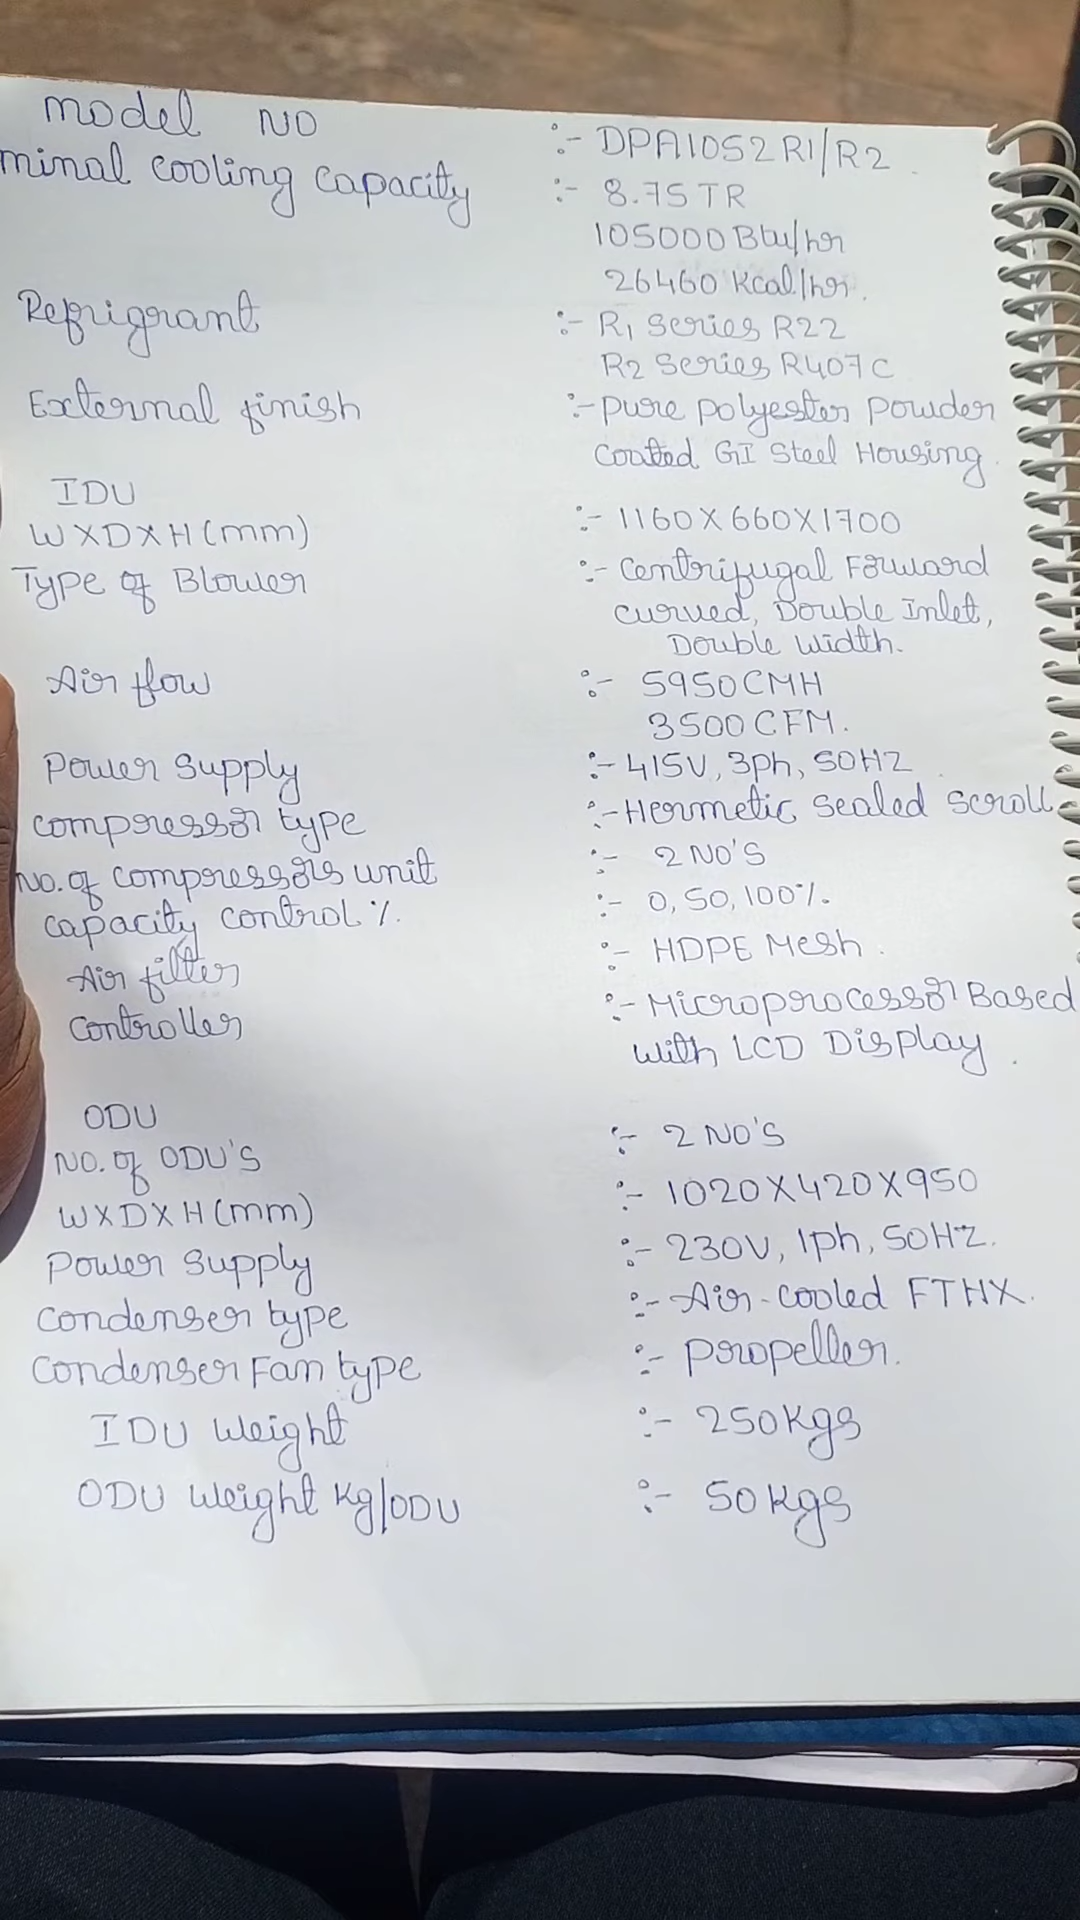 model NO :- DPA1052R1/R2
minal cooling capacity :- 8.75TR
105000Btu/hr
26460 Kcal/hr.
Refrigrant :- R1 Series R22
R2 Series R407C
External finish :- pure polyester powder
coated GI Steel Housing.
IDU
WXDXH(mm) :- 1160X660X1700
Type of Blower :- Centrifugal Forward
curved, Double Inlet,
Double Width.
Air flow :- 5950CMH
3500CFM.
Power Supply :- 415V, 3ph, 50HZ
compressor type :- Hermetic Sealed Scroll
No. of compressors unit :- 2 NO'S
capacity control % :- 0, 50, 100%.
Air filter :- HDPE Mesh.
controller :- Microprocessor Based
with LCD Display.
ODU
NO. of ODU'S :- 2 NO'S
WXDXH(mm) :- 1020X420X950
Power Supply :- 230V, 1ph, 50HZ.
condenser type :- Air-cooled FTHX.
condenser Fan type :- propeller.
IDU Weight :- 250kgs
ODU Weight Kg/ODU :- 50kgs